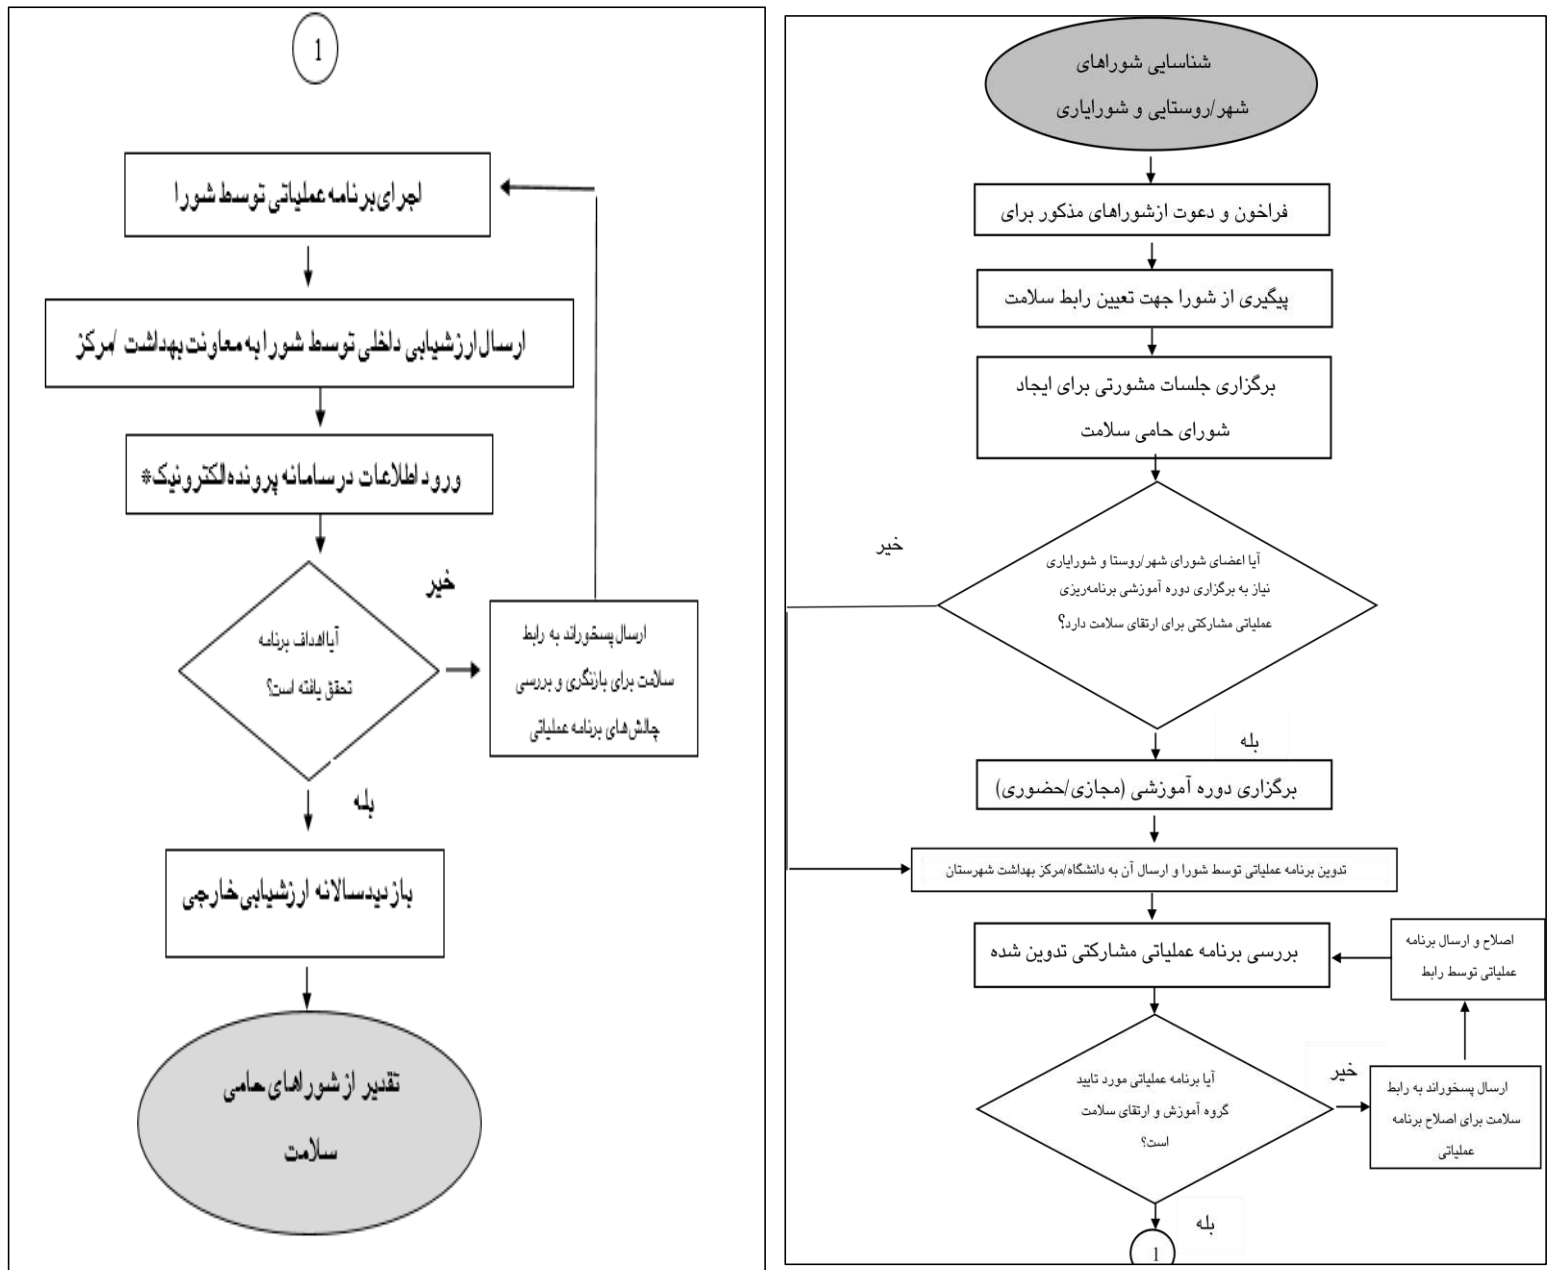 شناسایی شوراهای
شهر/روستایی و شورایاری
فراخون و دعوت ازشوراهای مذکور برای
پیگیری از شورا جهت تعیین رابط سلامت
برگزاری جلسات مشورتی برای ایجاد
شورای حامی سلامت
آیا اعضای شورای شهر/روستا و شورایاری
نیاز به برگزاری دوره آموزشی برنامه‌ریزی
عملیاتی مشارکتی برای ارتقای سلامت دارد؟
خیر
بله
برگزاری دوره آموزشی (مجازی/حضوری)
تدوین برنامه عملیاتی توسط شورا و ارسال آن به دانشگاه/مرکز بهداشت شهرستان
بررسی برنامه عملیاتی مشارکتی تدوین شده
اصلاح و ارسال برنامه
عملیاتی توسط رابط
آیا برنامه عملیاتی مورد تایید
گروه آموزش و ارتقای سلامت
است؟
خیر
ارسال پسخوراند به رابط
سلامت برای اصلاح برنامه
عملیاتی
بله
1
1
اجرای برنامه عملیاتی توسط شورا
ارسال ارزشیابی داخلی توسط شورا به معاونت بهداشت /مرکز
ورود اطلاعات در سامانه پرونده الکترونیک*
آیا اهداف برنامه
تحقق یافته است؟
خیر
ارسال پسخوراند به رابط
سلامت برای بازنگری و بررسی
چالش‌های برنامه عملیاتی
بله
بازدید سالانه ارزشیابی خارجی
تقدیر از شوراهای حامی
سلامت